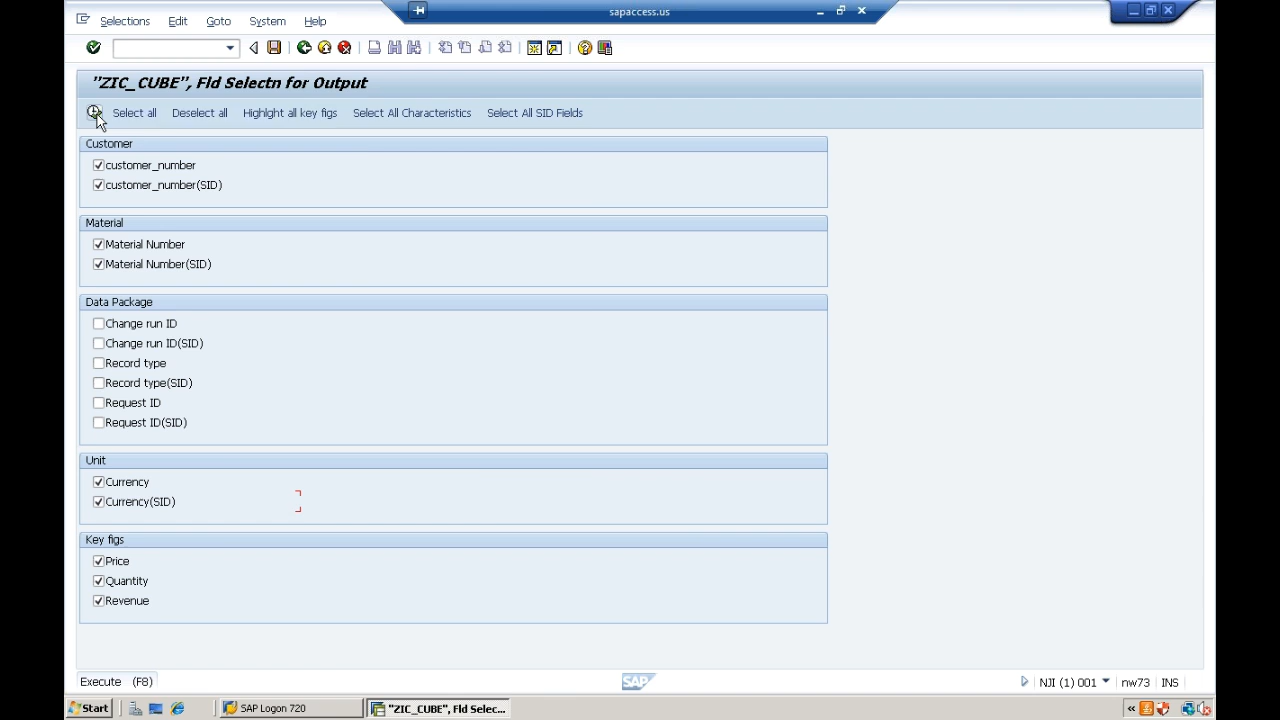 sapaccess.us
Selections Edit Goto System Help
"ZIC_CUBE", Fld Selectn for Output
Select all Deselect all Highlght all key figs Select All Characteristics Select All SID Fields
Customer
customer_number
customer_number(SID)
Material
Material Number
Material Number(SID)
Data Package
Change run ID
Change run ID(SID)
Record type
Record type(SID)
Request ID
Request ID(SID)
Unit
Currency
Currency(SID)
Key figs
Price
Quantity
Revenue
Execute (F8) SAP NJI (1) 001 nw73 INS
Start SAP Logon 720 "ZIC_CUBE", Fld Selec...